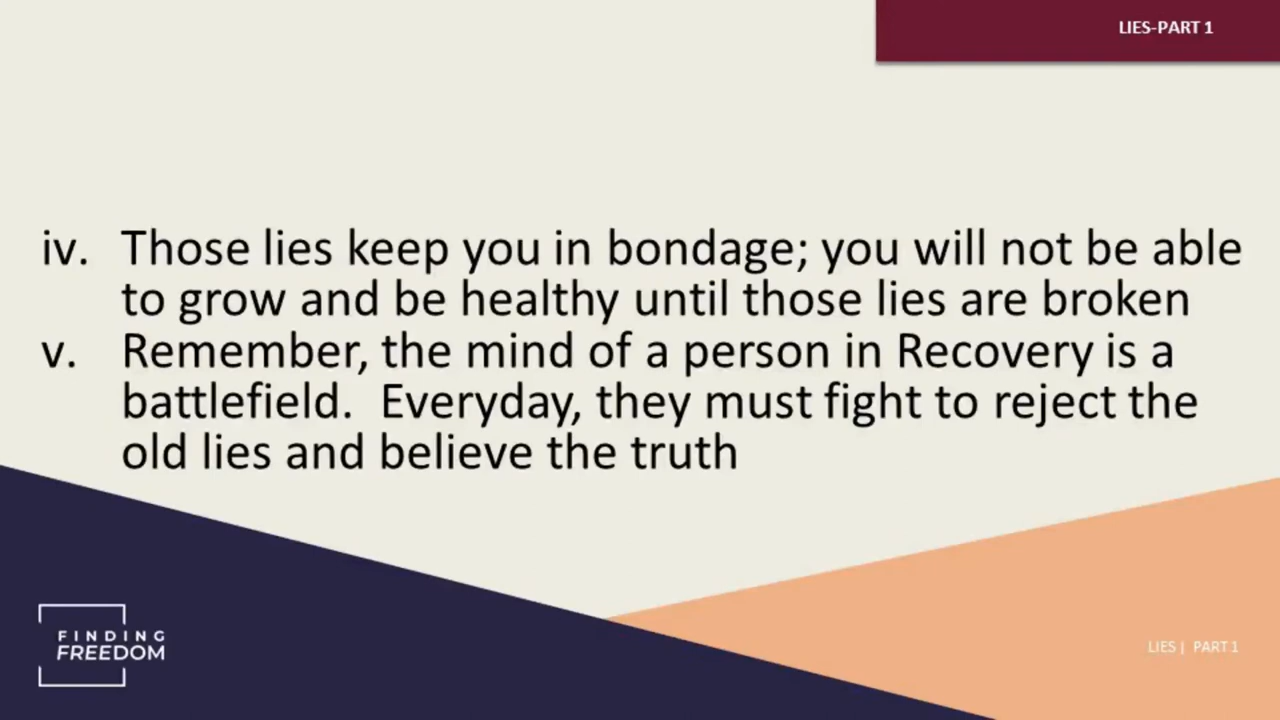 LIES-PART 1
iv. Those lies keep you in bondage; you will not be able
to grow and be healthy until those lies are broken
v. Remember, the mind of a person in Recovery is a
battlefield.  Everyday, they must fight to reject the
old lies and believe the truth
FINDING
FREEDOM
LIES | PART 1